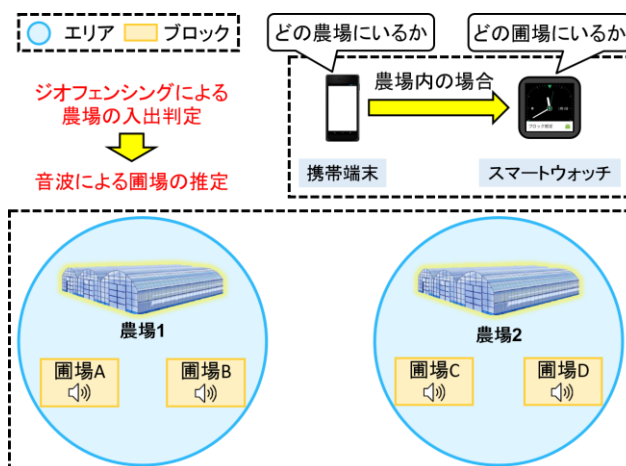 エリア
ブロック
ジオフェンシングによる
農場の入出判定
音波による圃場の推定
どの農場にいるか
どの圃場にいるか
農場内の場合
携帯端末
スマートウォッチ
農場1
圃場A
圃場B
農場2
圃場C
圃場D